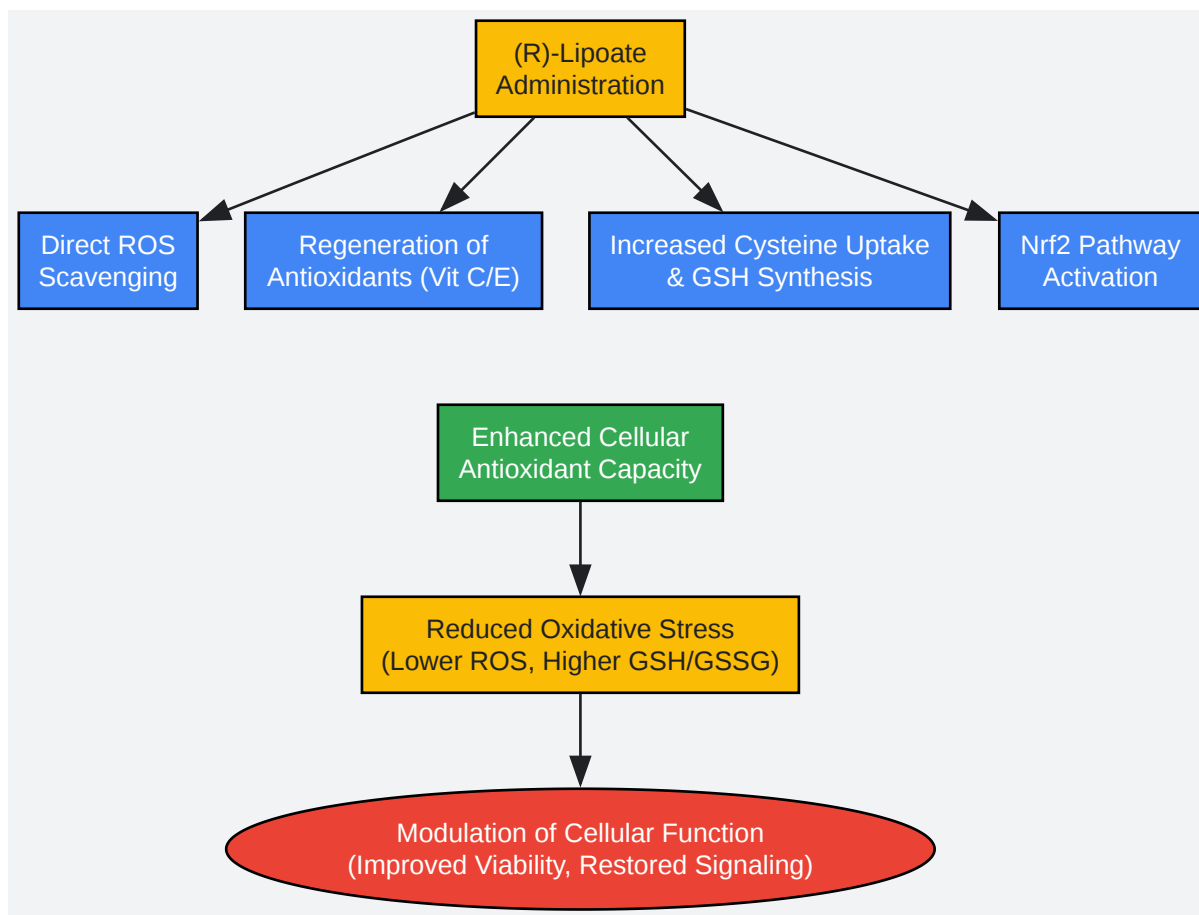 (R)-Lipoate
Administration
Direct ROS
Scavenging
Regeneration of
Antioxidants (Vit C/E)
Increased Cysteine Uptake
& GSH Synthesis
Nrf2 Pathway
Activation
Enhanced Cellular
Antioxidant Capacity
Reduced Oxidative Stress
(Lower ROS, Higher GSH/GSSG)
Modulation of Cellular Function
(Improved Viability, Restored Signaling)